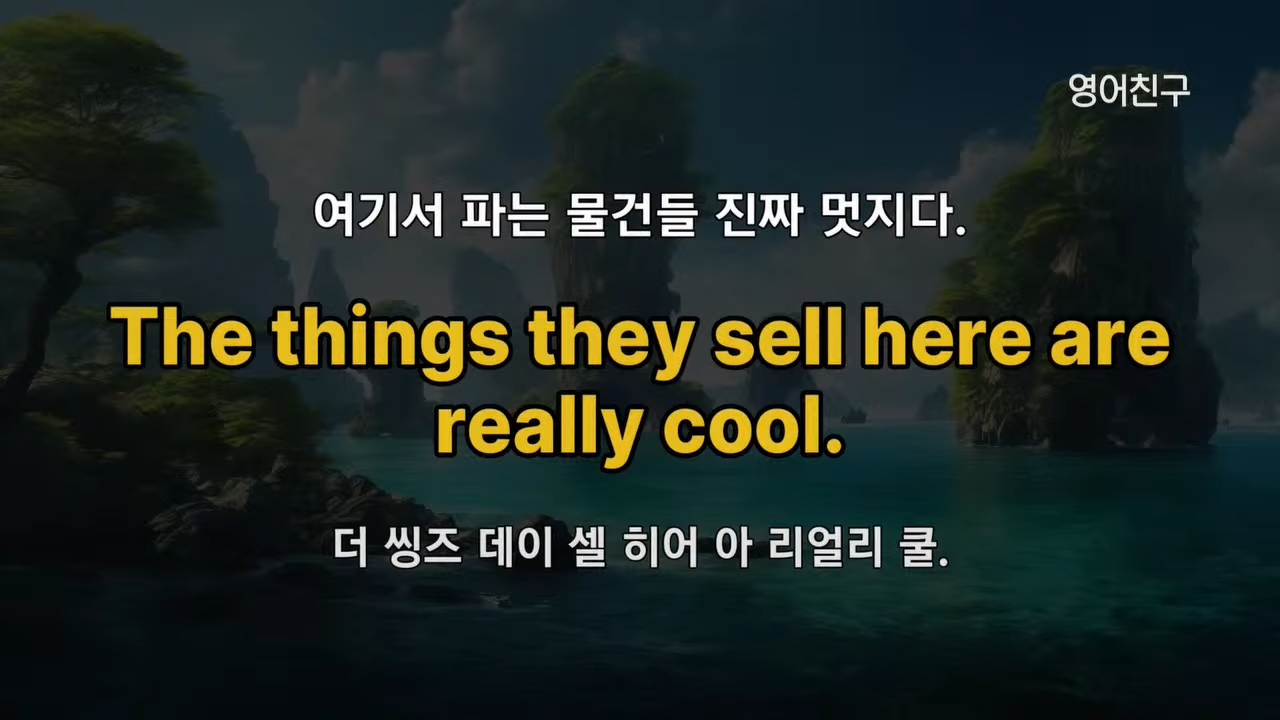 영어친구
여기서 파는 물건들 진짜 멋지다.
The things they sell here are
really cool.
더 씽즈 데이 셀 히어 아 리얼리 쿨.